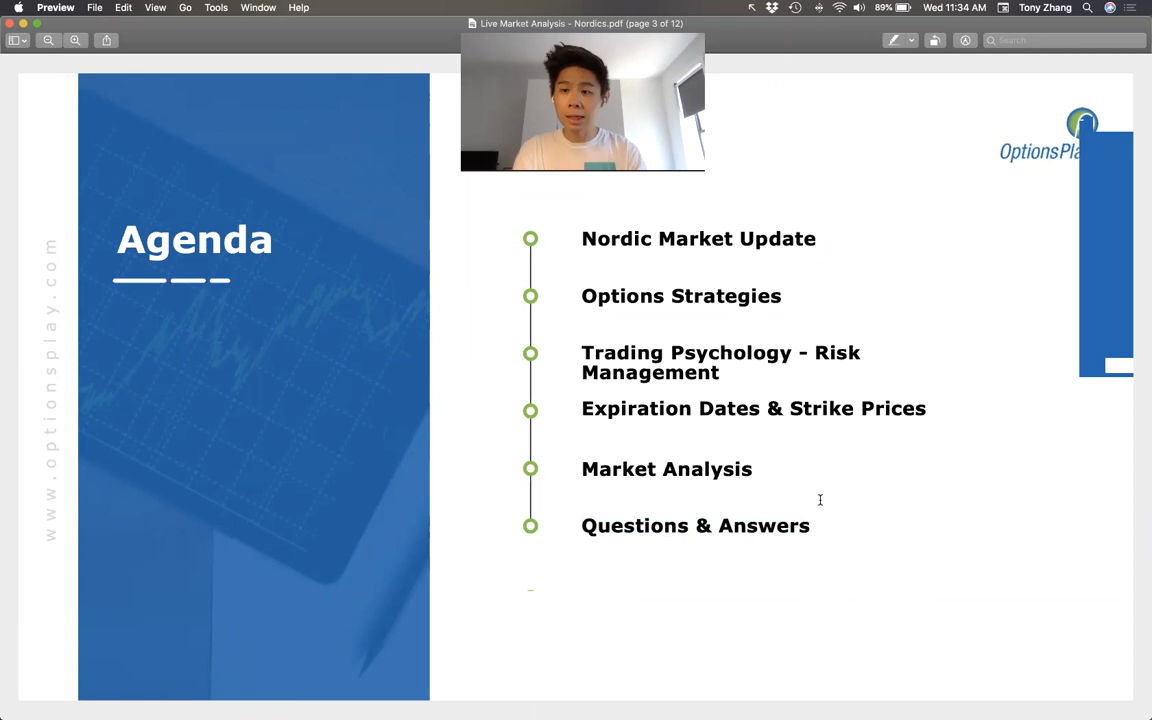 Preview File Edit View Go Tools Window Help
89% Wed 11:34 AM Tony Zhang
Live Market Analysis - Nordics.pdf (page 3 of 12)
Search
www.optionsplay.com
Agenda
OptionsPla
Nordic Market Update
Options Strategies
Trading Psychology - Risk
Management
Expiration Dates & Strike Prices
Market Analysis
Questions & Answers